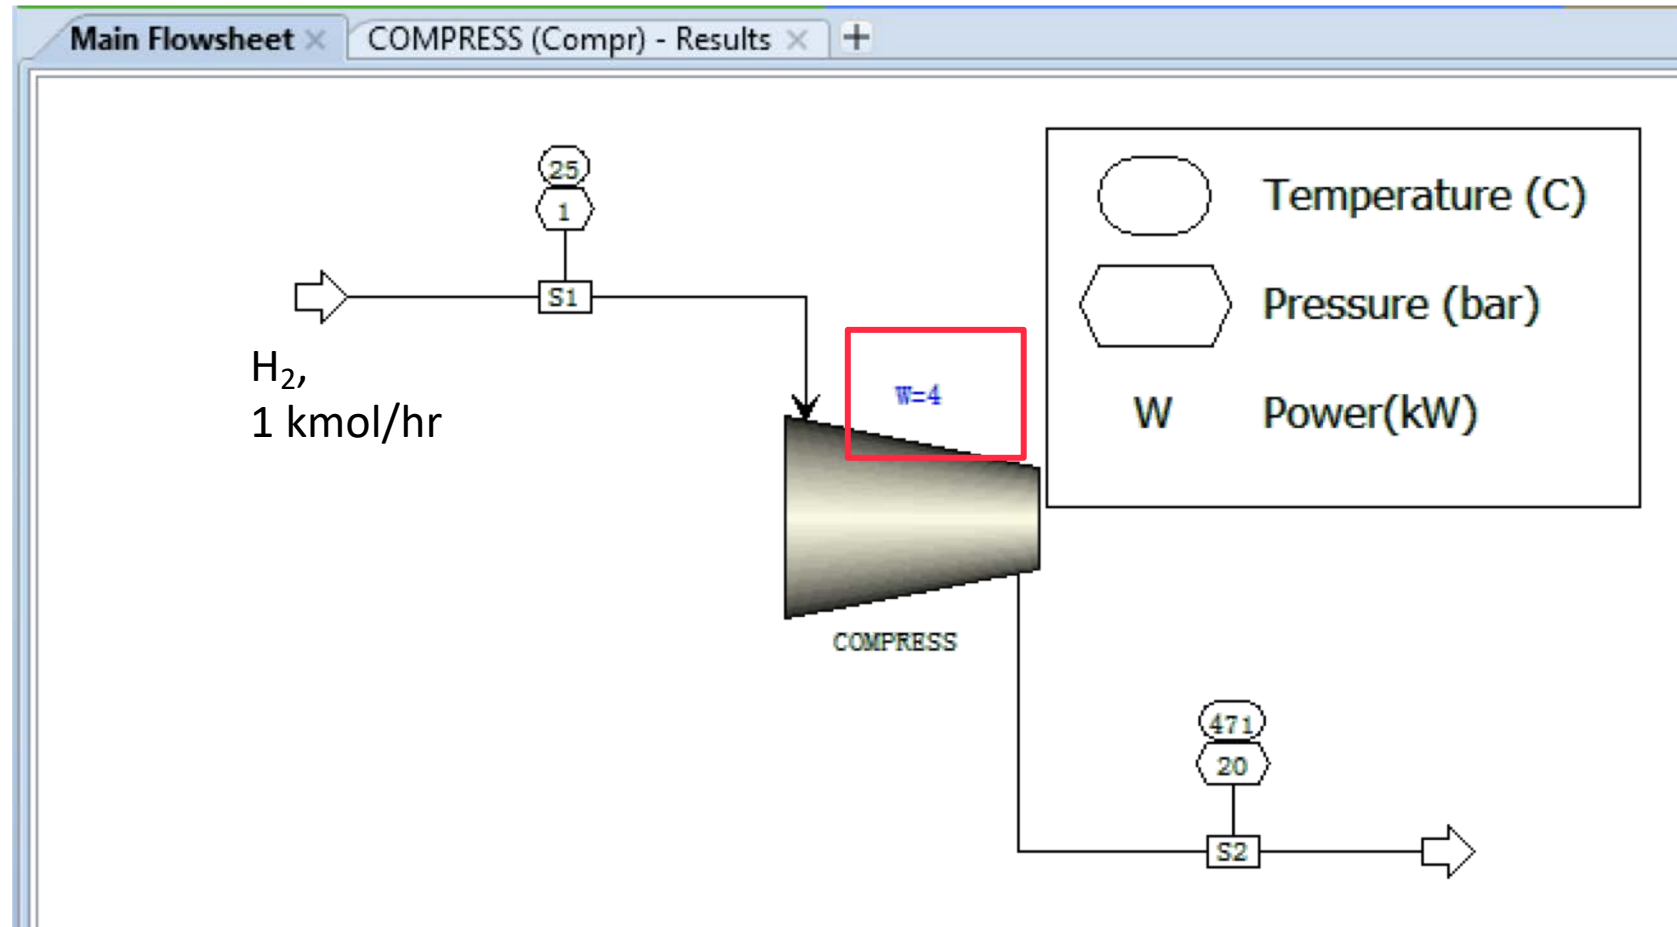 Main Flowsheet
COMPRESS (Compr) - Results
25
1
S1
H₂,
1 kmol/hr
W=4
COMPRESS
Temperature (C)
Pressure (bar)
W Power(kW)
471
20
S2